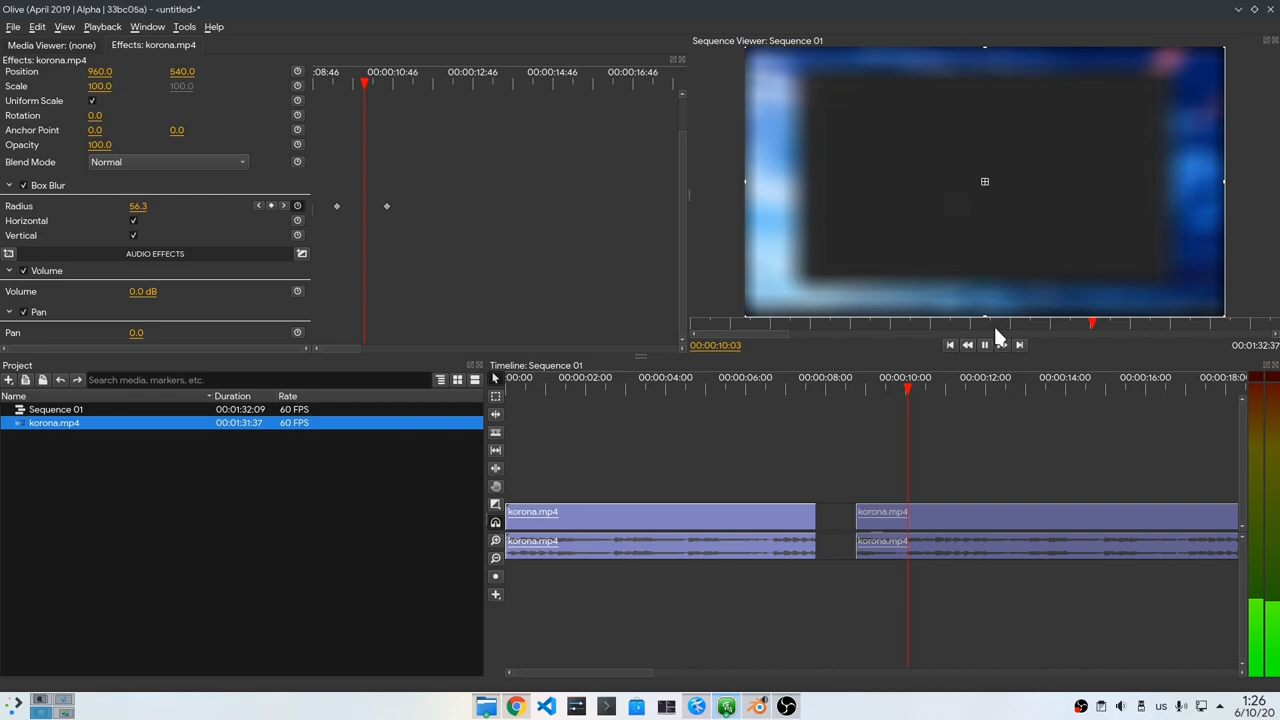 Olive (April 2019 | Alpha | 33bc05a) - <untitled>*
File Edit View Playback Window Tools Help
Media Viewer: (none) Effects: korona.mp4
Sequence Viewer: Sequence 01
Effects: korona.mp4
Position 960.0 540.0
:08:46 00:00:10:46 00:00:12:46 00:00:14:46 00:00:16:46
Scale 100.0 100.0
Uniform Scale
Rotation 0.0
Anchor Point 0.0 0.0
Opacity 100.0
Blend Mode Normal
Box Blur
Radius 56.3
Horizontal
Vertical
AUDIO EFFECTS
Volume
Volume 0.0 dB
Pan
Pan 0.0
00:00:10:03 00:01:32:37
Project
Search media, markers, etc.
Name Duration Rate
Sequence 01 00:01:32:09 60 FPS
korona.mp4 00:01:31:37 60 FPS
Timeline: Sequence 01
00:00 00:00:02:00 00:00:04:00 00:00:06:00 00:00:08:00 00:00:10:00 00:00:12:00 00:00:14:00 00:00:16:00 00:00:18:0
korona.mp4 korona.mp4
korona.mp4 korona.mp4
us
1:26
6/10/20